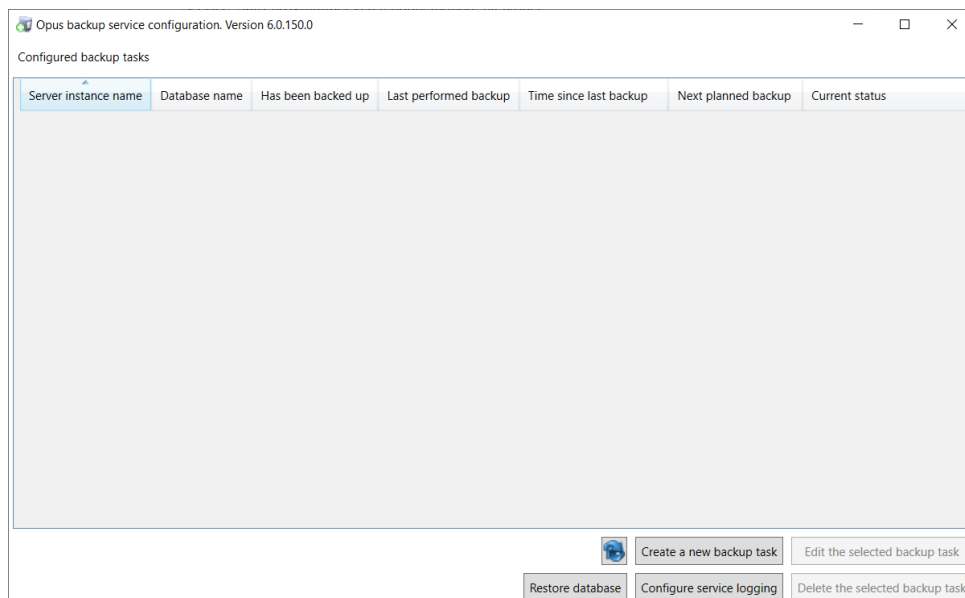 Opus backup service configuration. Version 6.0.150.0
Configured backup tasks
Server instance name Database name Has been backed up Last performed backup Time since last backup Next planned backup Current status
Create a new backup task Edit the selected backup task
Restore database Configure service logging Delete the selected backup task